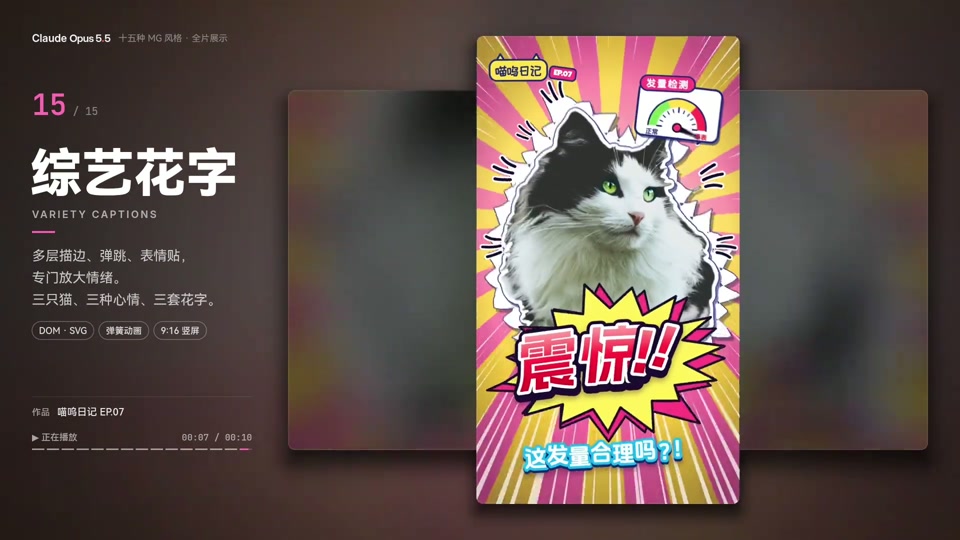 Claude Opus 5.5 十五种 MG 风格 · 全片展示
15 / 15
综艺花字
VARIETY CAPTIONS
多层描边、弹跳、表情贴,
专门放大情绪。
三只猫、三种心情、三套花字。
DOM · SVG 弹簧动画 9:16 竖屏
作品 喵呜日记 EP.07
▶ 正在播放 00:07 / 00:10
喵呜日记 EP.07
发量检测
正常
震惊!!
这发量合理吗?!